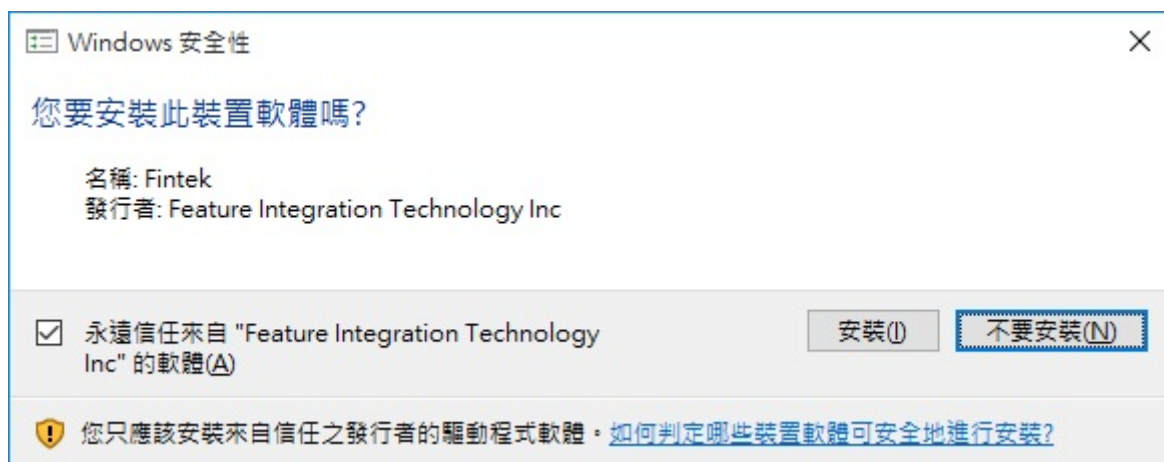 Windows 安全性
您要安裝此裝置軟體嗎?
名稱: Fintek
發行者: Feature Integration Technology Inc
永遠信任來自 "Feature Integration Technology
Inc" 的軟體(A)
安裝(I)
不要安裝(N)
您只應該安裝來自信任之發行者的驅動程式軟體。如何判定哪些裝置軟體可安全地進行安裝?